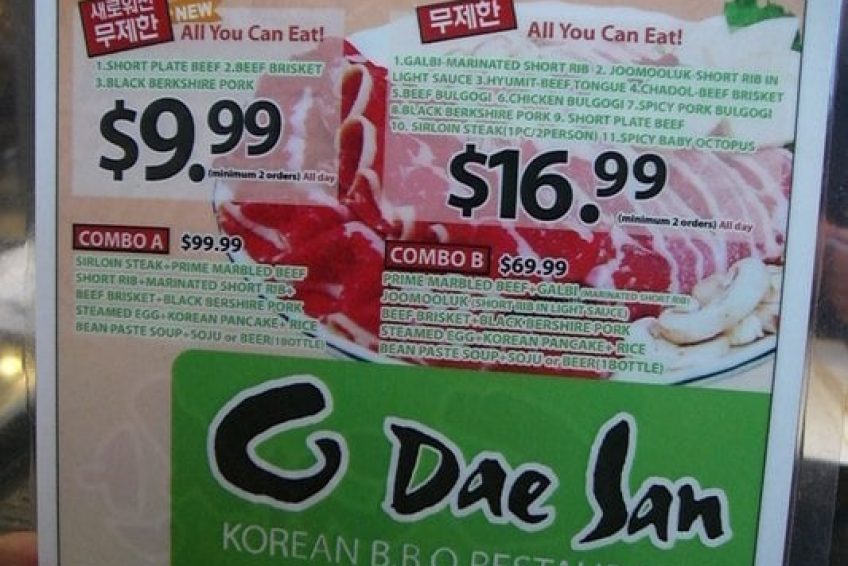 새로워진
무제한
NEW
All You Can Eat!
1.SHORT PLATE BEEF 2.BEEF BRISKET
3.BLACK BERKSHIRE PORK
$9.99
(minimum 2 orders) All day
무제한
All You Can Eat!
1.GALBI-MARINATED SHORT RIB 2. JOOMOOLUK-SHORT RIB IN
LIGHT SAUCE 3.HYUMIT-BEEF TONGUE 4.CHADOL-BEEF BRISKET
5.BEEF BULGOGI 6.CHICKEN BULGOGI 7.SPICY PORK BULGOGI
8.BLACK BERKSHIRE PORK 9. SHORT PLATE BEEF
10. SIRLOIN STEAK(1PC/2PERSON) 11.SPICY BABY OCTOPUS
$16.99
(minimum 2 orders) All day
COMBO A $99.99
SIRLOIN STEAK+PRIME MARBLED BEEF
SHORT RIB+MARINATED SHORT RIB+
BEEF BRISKET+BLACK BERSHIRE PORK
STEAMED EGG+KOREAN PANCAKE+RICE
BEAN PASTE SOUP+SOJU or BEER(1BOTTLE)
COMBO B $69.99
PRIME MARBLED BEEF+GALBI (MARINATED SHORT RIB)
JOOMOOLUK (SHORT RIB IN LIGHT SAUCE)
BEEF BRISKET+BLACK BERSHIRE PORK
STEAMED EGG+KOREAN PANGAKE+RICE
BEAN PASTE SOUP+SOJU or BEER(1BOTTLE)
Dae San
KOREAN B.B.Q